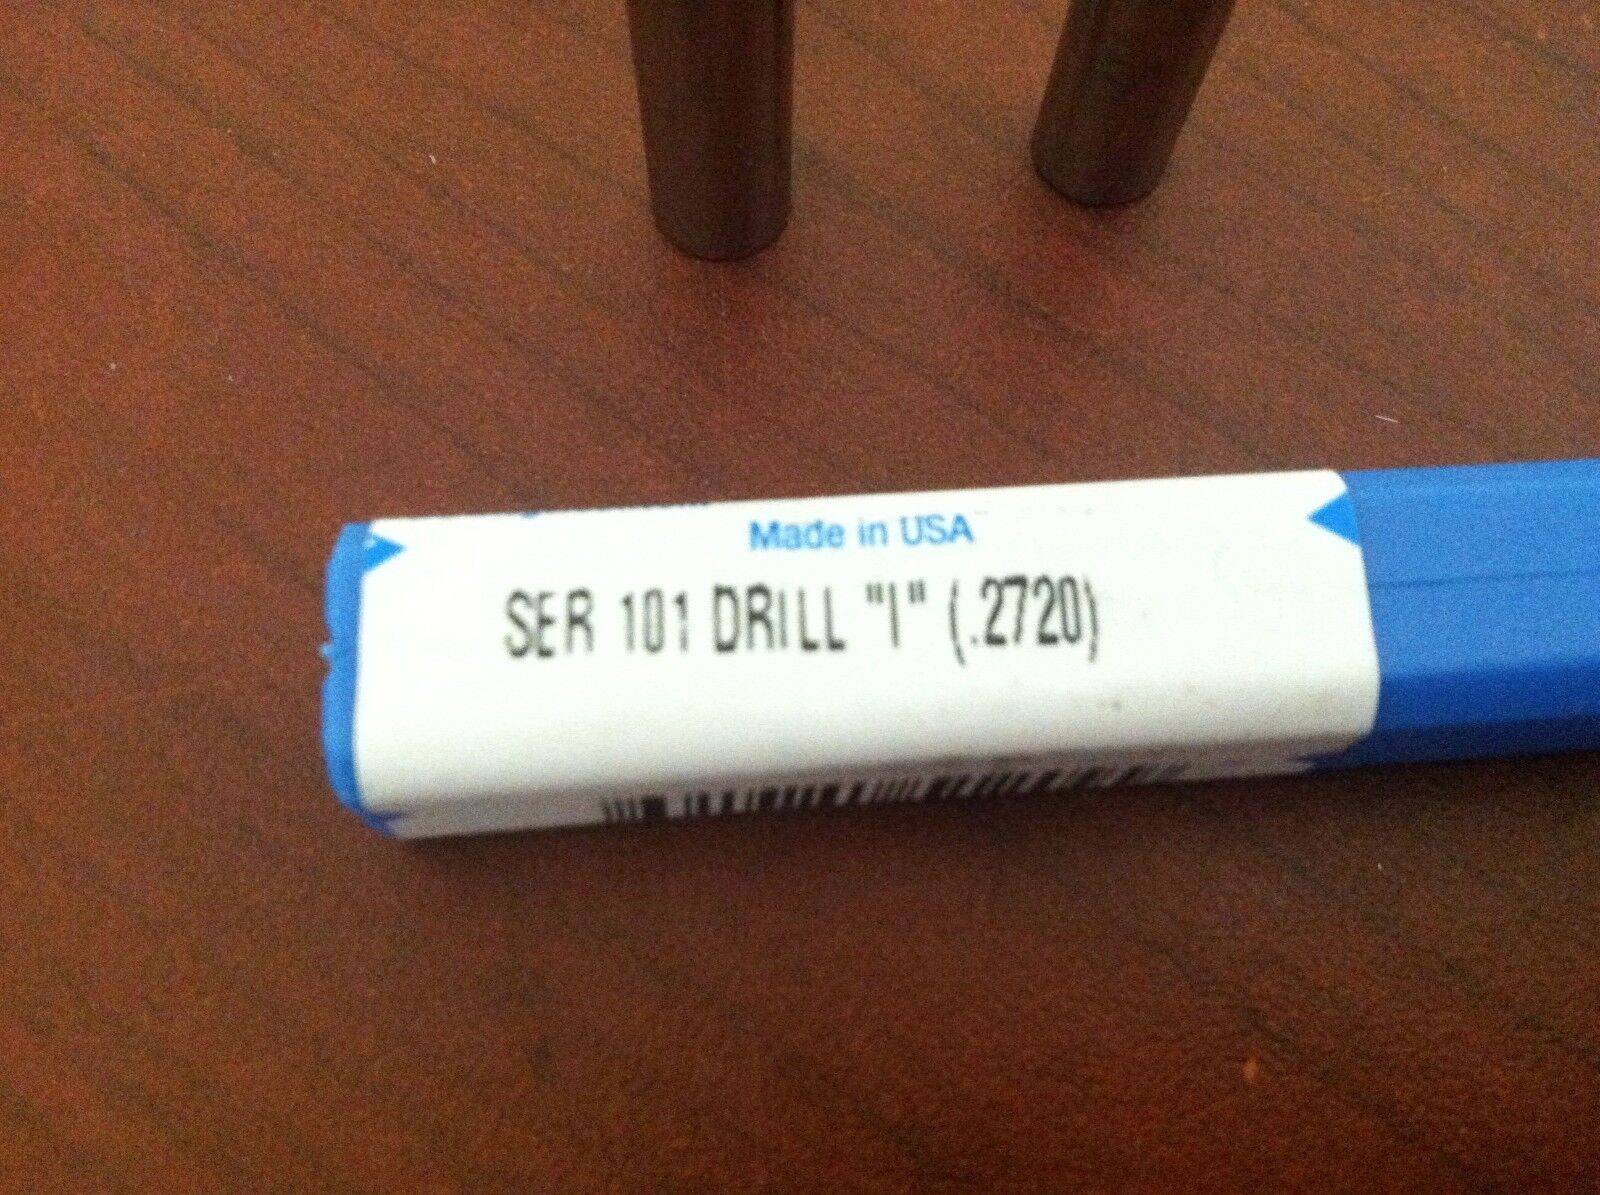 Made in USA
SER 101 DRILL "I" (.2720)